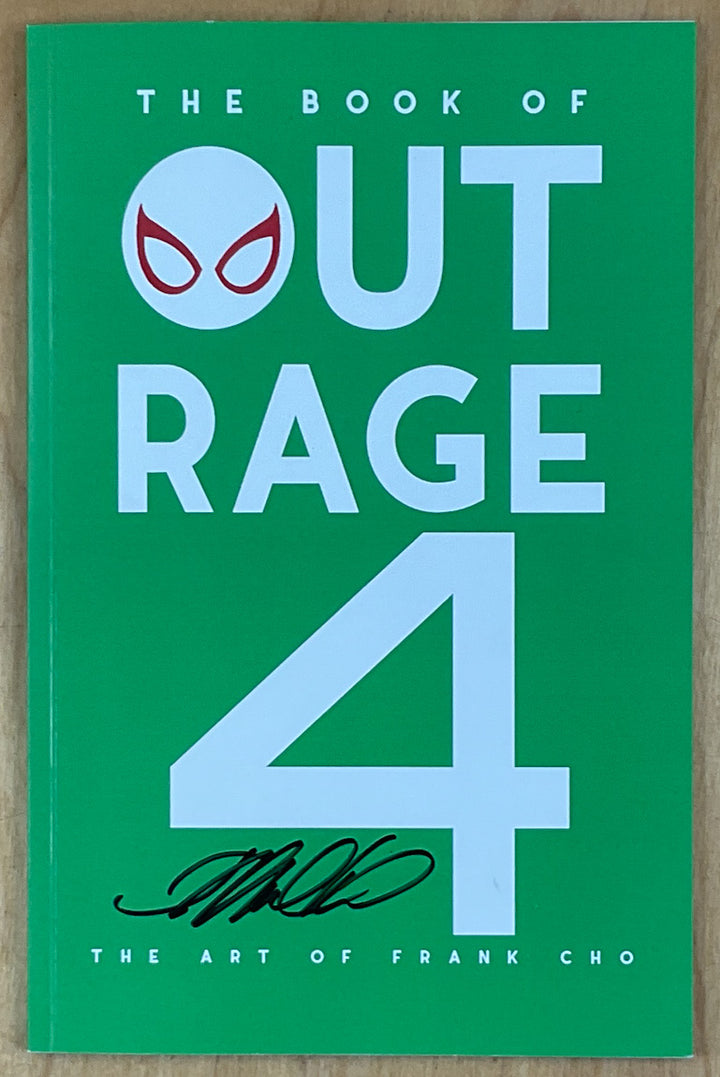 THE BOOK OF
OUT
RAGE
4
THE ART OF FRANK CHO